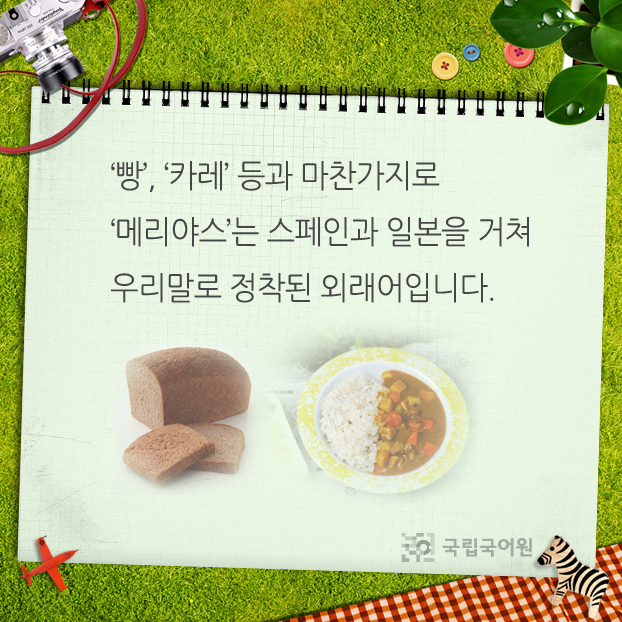 ‘빵’, ‘카레’ 등과 마찬가지로
‘메리야스’는 스페인과 일본을 거쳐
우리말로 정착된 외래어입니다.
국립국어원